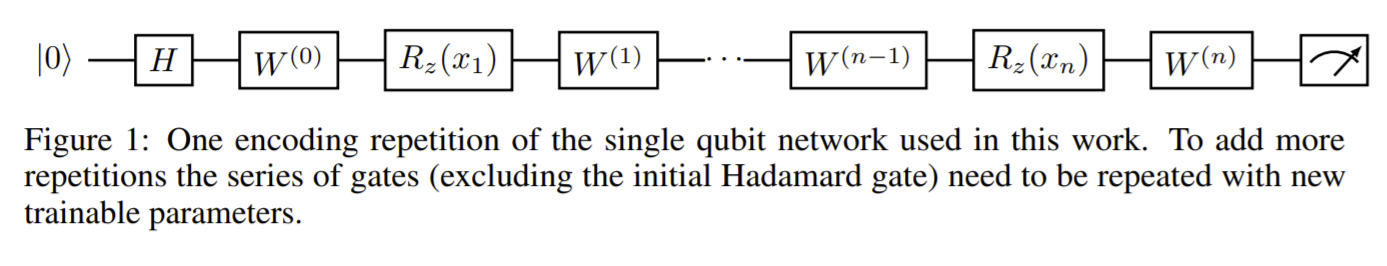 |0⟩ H W^(0) R_z(x_1) W^(1) ··· W^(n−1) R_z(x_n) W^(n)
Figure 1: One encoding repetition of the single qubit network used in this work. To add more
repetitions the series of gates (excluding the initial Hadamard gate) need to be repeated with new
trainable parameters.